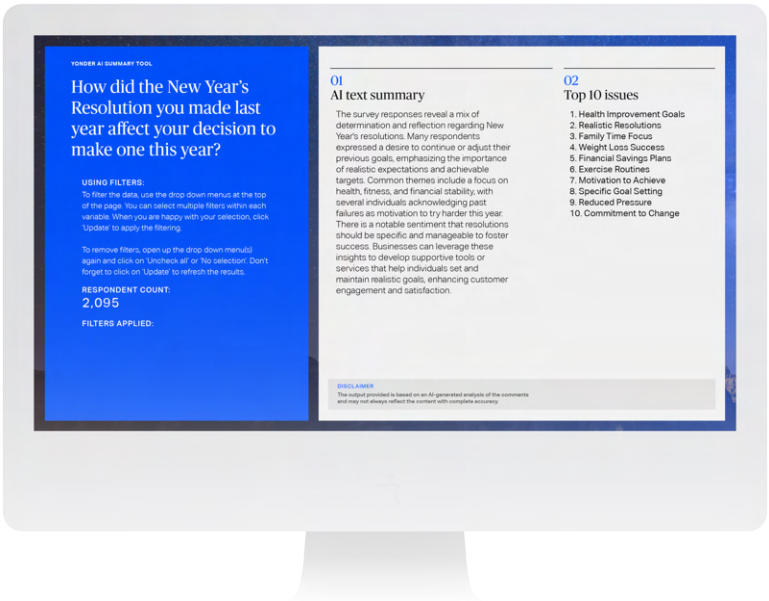 YONDER AI SUMMARY TOOL
How did the New Year's
Resolution you made last
year affect your decision to
make one this year?
USING FILTERS:
To filter the data, use the drop down menus at the top
of the page. You can select multiple filters within each
variable. When you are happy with your selection, click
'Update' to apply the filtering.
To remove filters, open up the drop down menu(s)
again and click on 'Uncheck all' or 'No selection'. Don't
forget to click on 'Update' to refresh the results.
RESPONDENT COUNT:
2,095
FILTERS APPLIED:
01
AI text summary
The survey responses reveal a mix of
determination and reflection regarding New
Year's resolutions. Many respondents
expressed a desire to continue or adjust their
previous goals, emphasizing the importance
of realistic expectations and achievable
targets. Common themes include a focus on
health, fitness, and financial stability, with
several individuals acknowledging past
failures as motivation to try harder this year.
There is a notable sentiment that resolutions
should be specific and manageable to foster
success. Businesses can leverage these
insights to develop supportive tools or
services that help individuals set and
maintain realistic goals, enhancing customer
engagement and satisfaction.
02
Top 10 issues
1. Health Improvement Goals
2. Realistic Resolutions
3. Family Time Focus
4. Weight Loss Success
5. Financial Savings Plans
6. Exercise Routines
7. Motivation to Achieve
8. Specific Goal Setting
9. Reduced Pressure
10. Commitment to Change
DISCLAIMER
The output provided is based on an AI-generated analysis of the comments
and may not always reflect the content with complete accuracy.